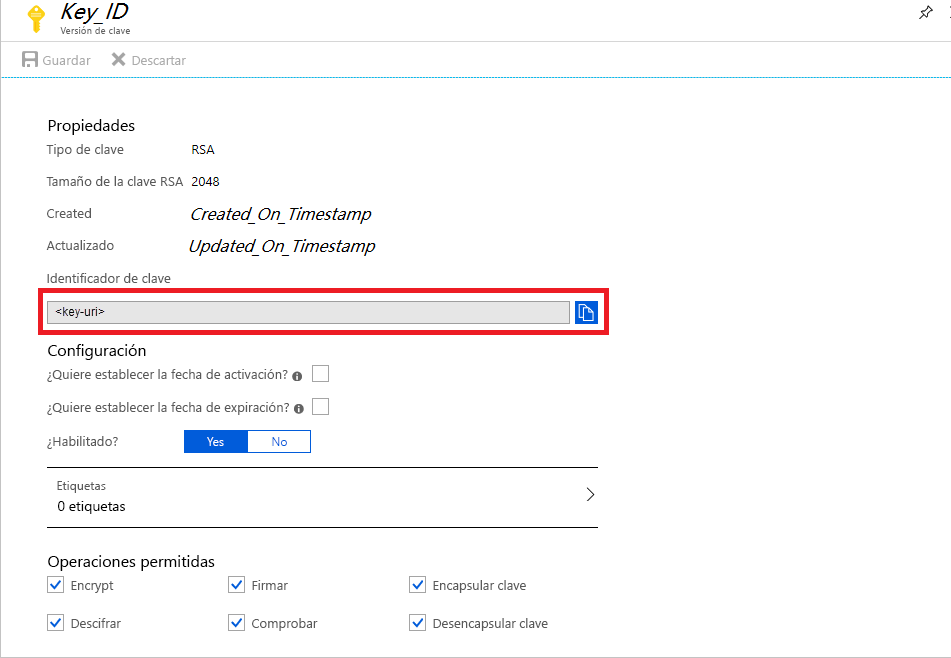 Key_ID
Versión de clave
Guardar Descartar
Propiedades
Tipo de clave RSA
Tamaño de la clave RSA 2048
Created Created_On_Timestamp
Actualizado Updated_On_Timestamp
Identificador de clave
<key-uri>
Configuración
¿Quiere establecer la fecha de activación?
¿Quiere establecer la fecha de expiración?
¿Habilitado? Yes No
Etiquetas
0 etiquetas
Operaciones permitidas
Encrypt Firmar Encapsular clave
Descifrar Comprobar Desencapsular clave